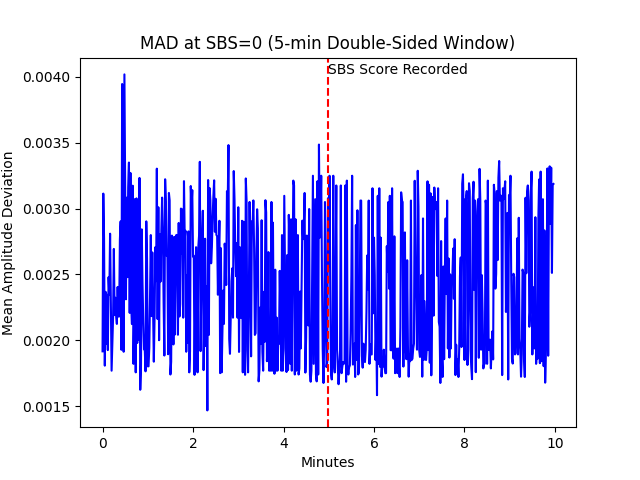 MAD at SBS=0 (5-min Double-Sided Window)
SBS Score Recorded
Mean Amplitude Deviation
0.0040
0.0035
0.0030
0.0025
0.0020
0.0015
0 2 4 6 8 10
Minutes